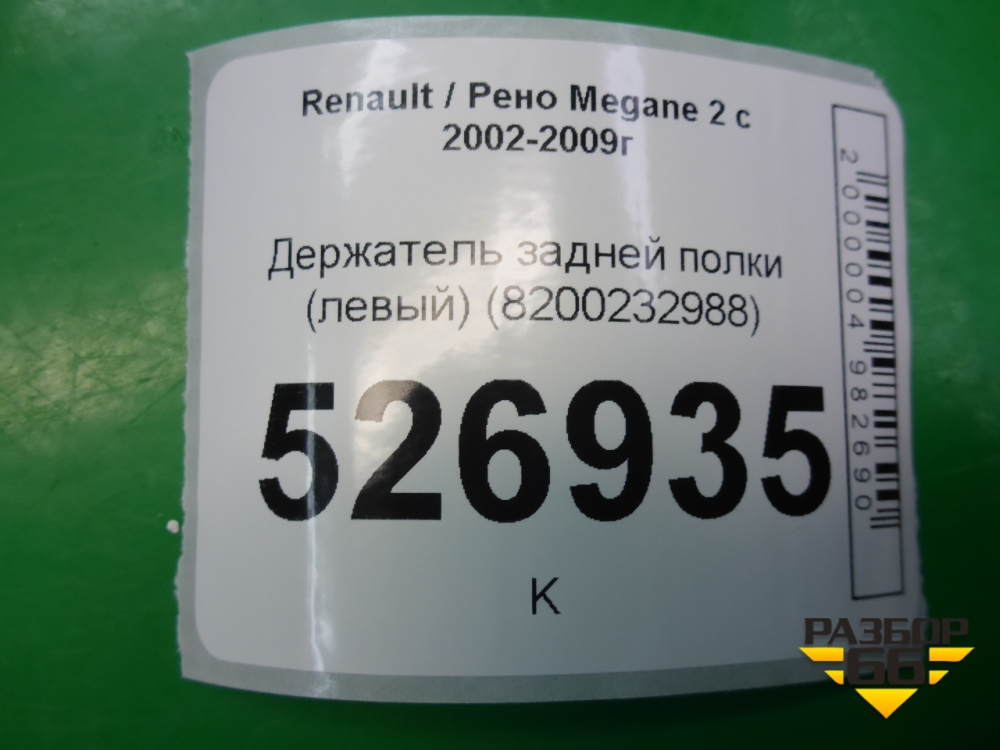 Renault / Рено Megane 2 с
2002-2009г
Держатель задней полки
(левый) (8200232988)
526935
К
2000004982690
РАЗБОР
66